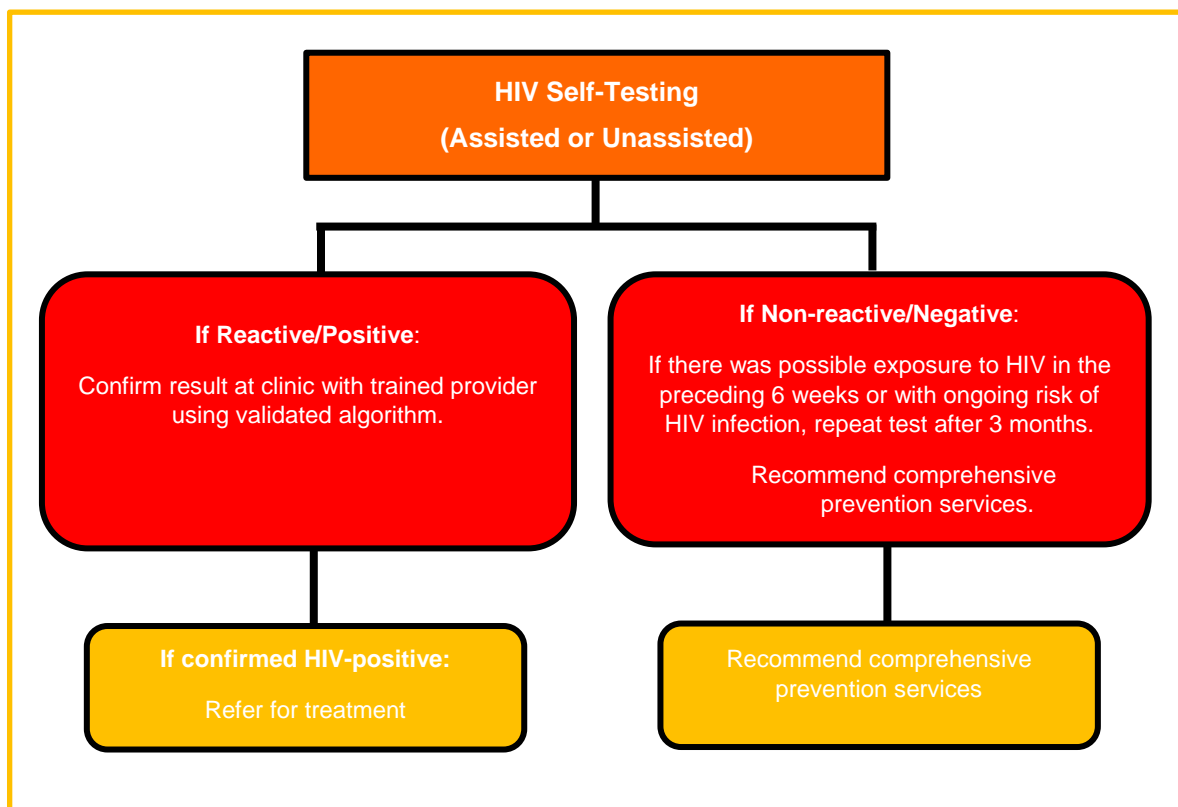 HIV Self-Testing
(Assisted or Unassisted)
If Reactive/Positive:
Confirm result at clinic with trained provider
using validated algorithm.
If Non-reactive/Negative:
If there was possible exposure to HIV in the
preceding 6 weeks or with ongoing risk of
HIV infection, repeat test after 3 months.
Recommend comprehensive
prevention services.
If confirmed HIV-positive:
Refer for treatment
Recommend comprehensive
prevention services